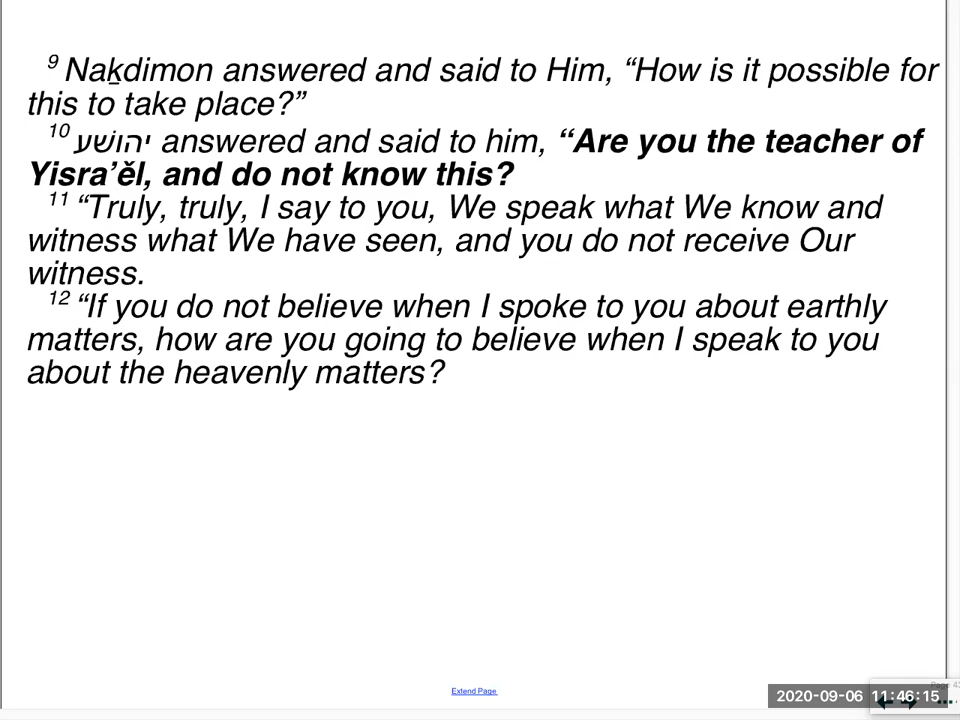 9 Naḵdimon answered and said to Him, “How is it possible for
this to take place?”
10 יהושע answered and said to him, “Are you the teacher of
Yisra’ĕl, and do not know this?
11 “Truly, truly, I say to you, We speak what We know and
witness what We have seen, and you do not receive Our
witness.
12 “If you do not believe when I spoke to you about earthly
matters, how are you going to believe when I speak to you
about the heavenly matters?
Extend Page
2020-09-06 11:46:15